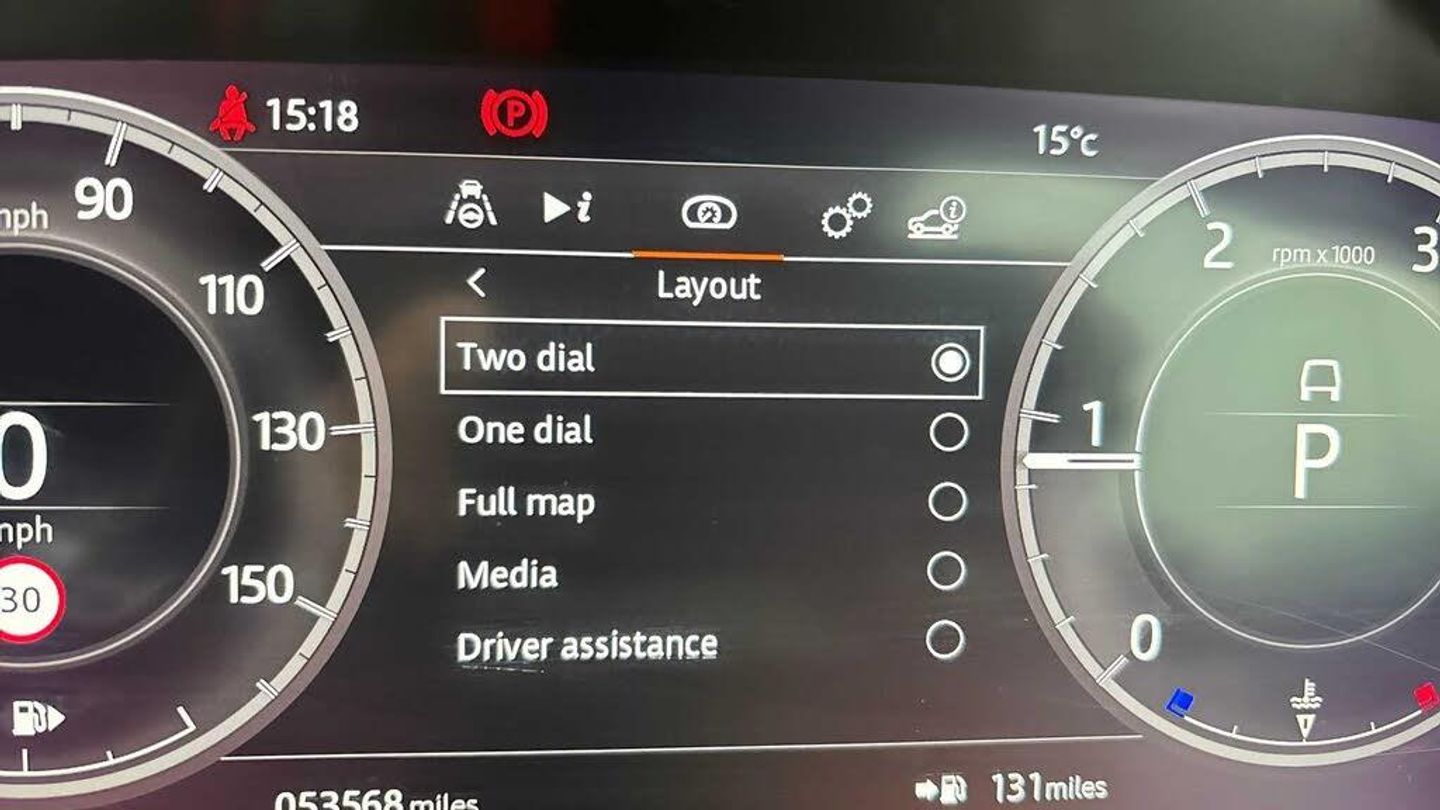 15:18
P
15°c
mph
90
110
130
150
0
mph
30
i
i
Layout
Two dial
One dial
Full map
Media
Driver assistance
2
rpm x 1000
3
1
0
A
P
053568 miles
131 miles